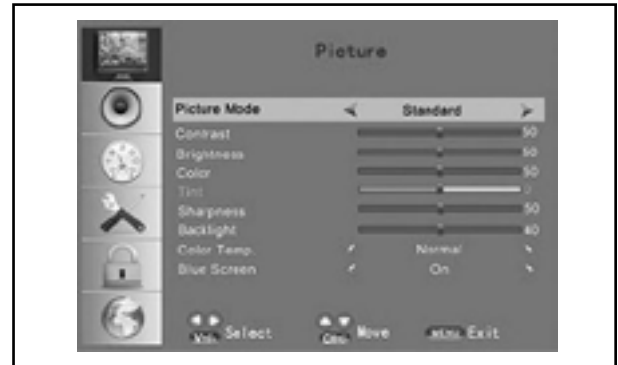 Picture
Picture Mode Standard
Contrast 50
Brightness 50
Color 50
Tint 0
Sharpness 50
Backlight 40
Color Temp. Normal
Blue Screen On
Select Move MENU Exit